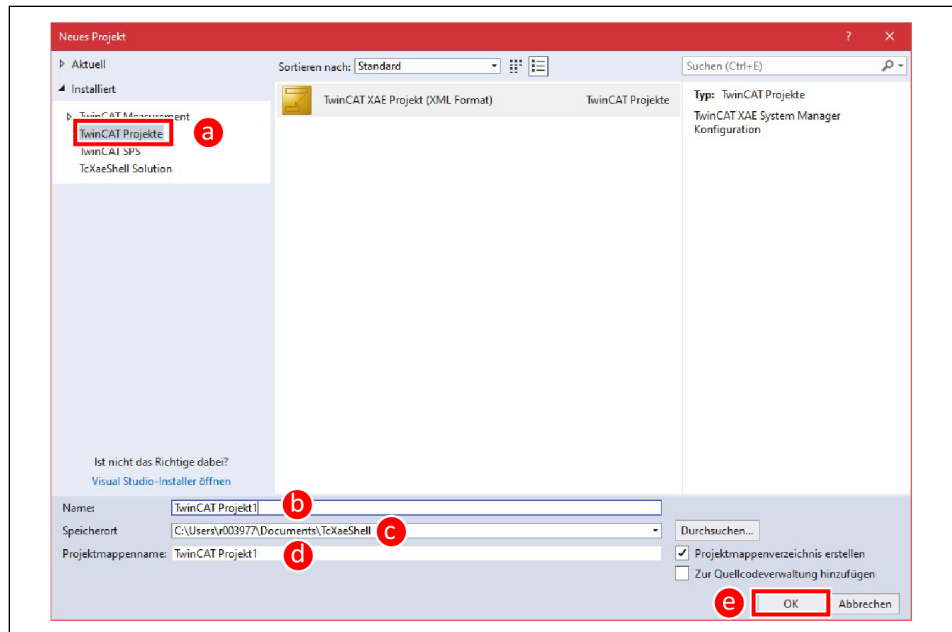 Neues Projekt ? ×
Aktuell
Sortieren nach: Standard
Suchen (Ctrl+E)
Installiert
TwinCAT Measurement
TwinCAT Projekte a
TwinCAT SPS
TcXaeShell Solution
TwinCAT XAE Projekt (XML Format) TwinCAT Projekte
Typ: TwinCAT Projekte
TwinCAT XAE System Manager
Konfiguration
Ist nicht das Richtige dabei?
Visual Studio-Installer öffnen
Name: TwinCAT Projekt1 b
Speicherort C:\Users\r003977\Documents\TcXaeShell c Durchsuchen...
Projektmappenname: TwinCAT Projekt1 d
✓ Projektmappenverzeichnis erstellen
Zur Quellcodeverwaltung hinzufügen
e OK Abbrechen